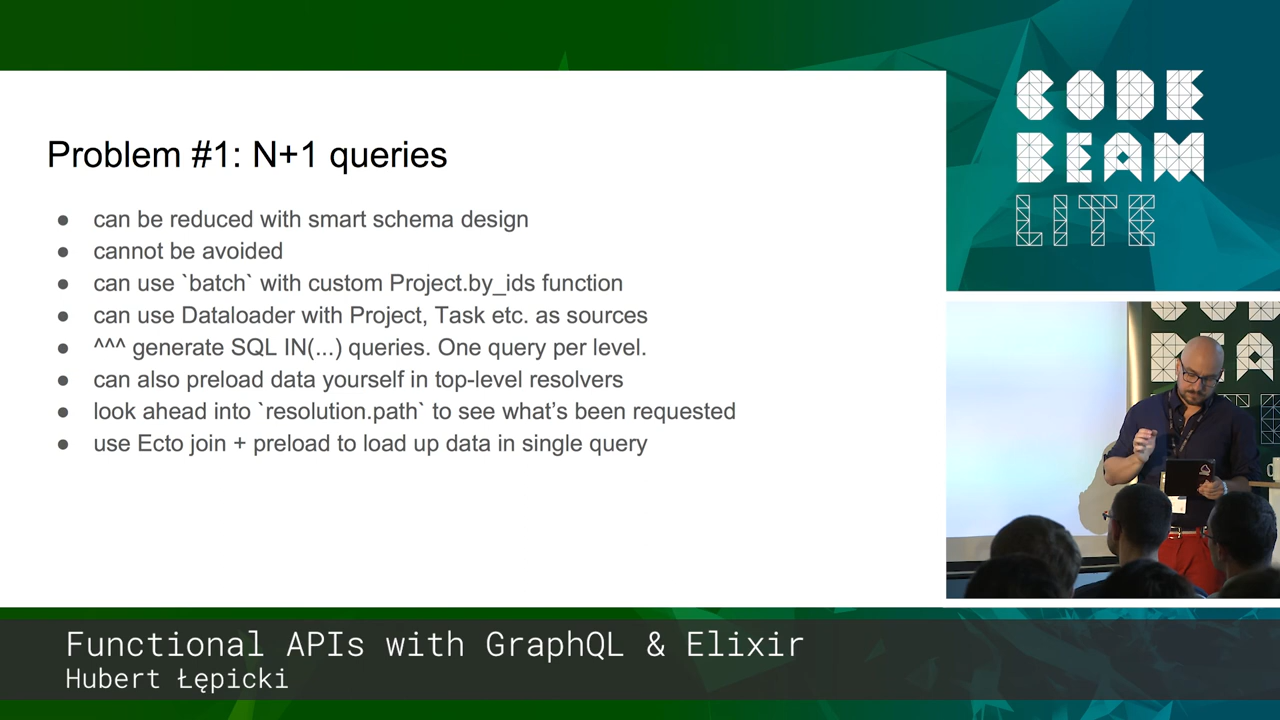 Problem #1: N+1 queries
● can be reduced with smart schema design
● cannot be avoided
● can use `batch` with custom Project.by_ids function
● can use Dataloader with Project, Task etc. as sources
● ^^^ generate SQL IN(...) queries. One query per level.
● can also preload data yourself in top-level resolvers
● look ahead into `resolution.path` to see what’s been requested
● use Ecto join + preload to load up data in single query
CODE
BEAM
LITE
Functional APIs with GraphQL & Elixir
Hubert Łępicki